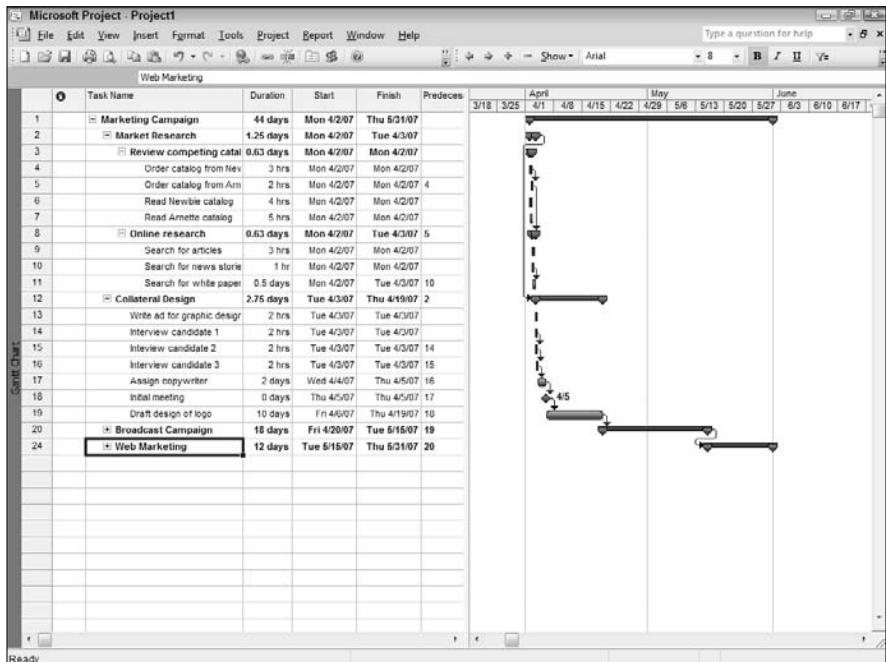 Microsoft Project - Project1
File Edit View Insert Format Tools Project Report Window Help Type a question for help
Show Arial 8 B I U
Web Marketing
Task Name Duration Start Finish Predeces
April May June
3/18 3/25 4/1 4/8 4/15 4/22 4/29 5/6 5/13 5/20 5/27 6/3 6/10 6/17
1 Marketing Campaign 44 days Mon 4/2/07 Thu 5/31/07
2 Market Research 1.25 days Mon 4/2/07 Tue 4/3/07
3 Review competing catal 0.63 days Mon 4/2/07 Mon 4/2/07
4 Order catalog from New 3 hrs Mon 4/2/07 Mon 4/2/07
5 Order catalog from Arn 2 hrs Mon 4/2/07 Mon 4/2/07 4
6 Read Newbie catalog 4 hrs Mon 4/2/07 Mon 4/2/07
7 Read Arnette catalog 5 hrs Mon 4/2/07 Mon 4/2/07
8 Online research 0.63 days Mon 4/2/07 Tue 4/3/07 5
9 Search for articles 3 hrs Mon 4/2/07 Mon 4/2/07
10 Search for news storie 1 hr Mon 4/2/07 Mon 4/2/07
11 Search for white paper 0.5 days Mon 4/2/07 Tue 4/3/07 10
12 Collateral Design 2.75 days Tue 4/3/07 Thu 4/19/07 2
13 Write ad for graphic desigr 2 hrs Tue 4/3/07 Tue 4/3/07
14 Interview candidate 1 2 hrs Tue 4/3/07 Tue 4/3/07
15 Inteview candidate 2 2 hrs Tue 4/3/07 Tue 4/3/07 14
16 Interview candidate 3 2 hrs Tue 4/3/07 Tue 4/3/07 15
17 Assign copywriter 2 days Wed 4/4/07 Thu 4/5/07 16
18 Initial meeting 0 days Thu 4/5/07 Thu 4/5/07 17 4/5
19 Draft design of logo 10 days Fri 4/6/07 Thu 4/19/07 18
20 Broadcast Campaign 18 days Fri 4/20/07 Tue 5/15/07 19
24 Web Marketing 12 days Tue 5/15/07 Thu 5/31/07 20
Gantt Chart
Ready